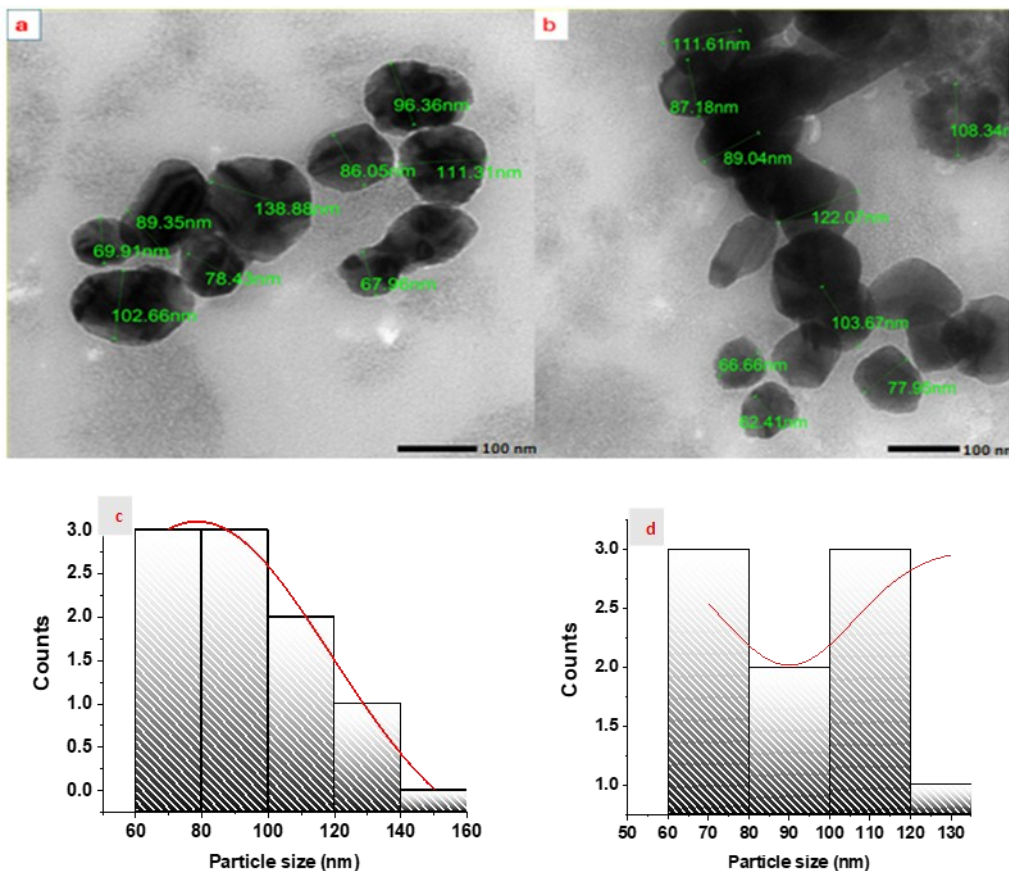 a
96.36nm
86.05nm
111.31nm
89.35nm
138.88nm
69.91nm
78.43nm
67.96nm
102.66nm
100 nm
b
111.61nm
87.18nm
108.34n
89.04nm
122.07nm
103.67nm
66.66nm
77.95nm
62.41nm
100 nm
c
3.0
2.5
2.0
1.5
1.0
0.5
0.0
Counts
60 80 100 120 140 160
Particle size (nm)
d
3.0
2.5
2.0
1.5
1.0
Counts
50 60 70 80 90 100 110 120 130
Particle size (nm)